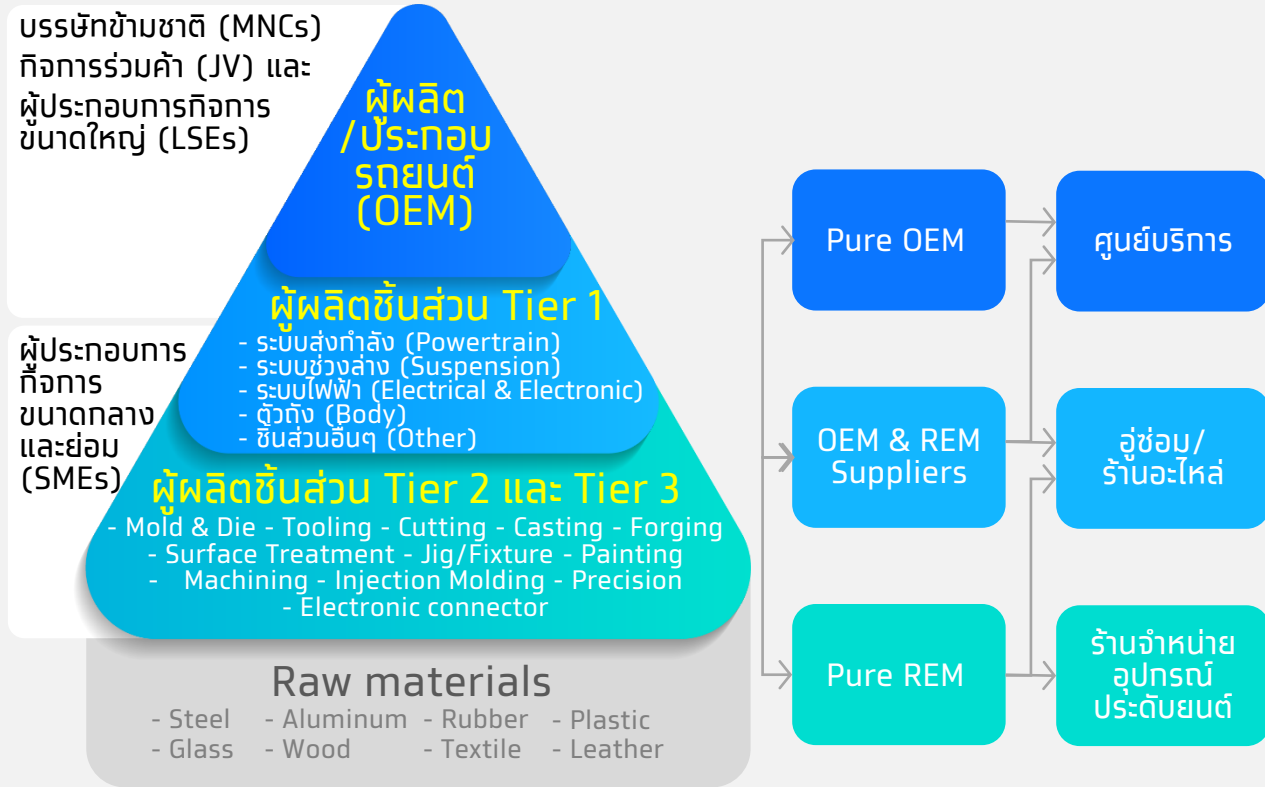 บรรษัทข้ามชาติ (MNCs)
กิจการร่วมค้า (JV) และ
ผู้ประกอบการกิจการ
ขนาดใหญ่ (LSEs)
ผู้ผลิต
/ประกอบ
รถยนต์
(OEM)
ผู้ผลิตชิ้นส่วน Tier 1
- ระบบส่งกำลัง (Powertrain)
- ระบบช่วงล่าง (Suspension)
- ระบบไฟฟ้า (Electrical & Electronic)
- ตัวถัง (Body)
- ชิ้นส่วนอื่นๆ (Other)
ผู้ประกอบการ
กิจการ
ขนาดกลาง
และย่อม
(SMEs)
ผู้ผลิตชิ้นส่วน Tier 2 และ Tier 3
- Mold & Die - Tooling - Cutting - Casting - Forging
- Surface Treatment - Jig/Fixture - Painting
- Machining - Injection Molding - Precision
- Electronic connector
Raw materials
- Steel - Aluminum - Rubber - Plastic
- Glass - Wood - Textile - Leather
Pure OEM
ศูนย์บริการ
OEM & REM
Suppliers
อู่ซ่อม/
ร้านอะไหล่
Pure REM
ร้านจำหน่าย
อุปกรณ์
ประดับยนต์